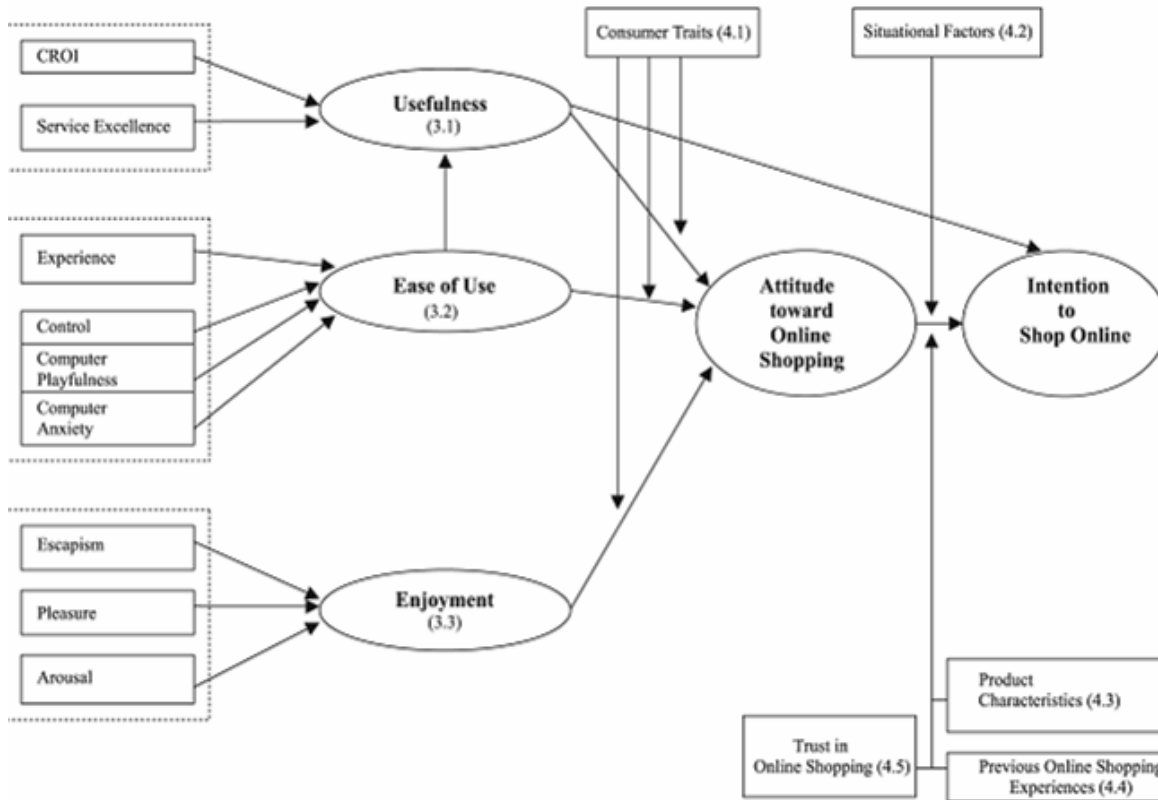 CROI
Service Excellence
Experience
Control
Computer
Playfulness
Computer
Anxiety
Escapism
Pleasure
Arousal
Usefulness
(3.1)
Ease of Use
(3.2)
Enjoyment
(3.3)
Consumer Traits (4.1)
Situational Factors (4.2)
Attitude
toward
Online
Shopping
Intention
to
Shop Online
Product
Characteristics (4.3)
Trust in
Online Shopping (4.5)
Previous Online Shopping
Experiences (4.4)